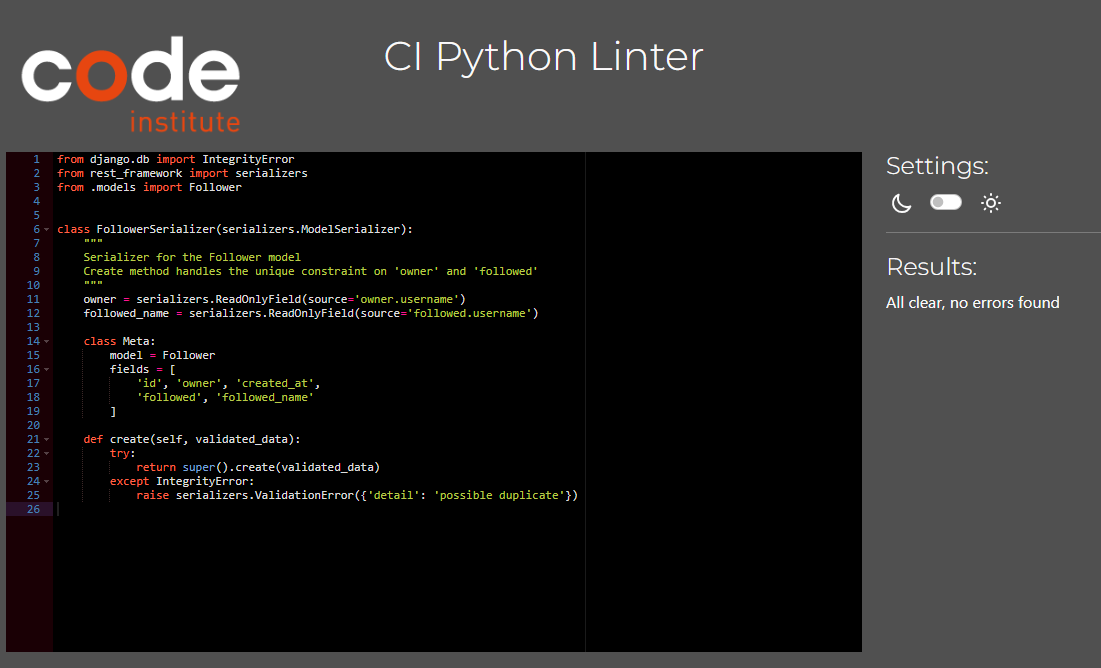 code
institute
CI Python Linter
1 from django.db import IntegrityError
2 from rest_framework import serializers
3 from .models import Follower
4
5
6 class FollowerSerializer(serializers.ModelSerializer):
7     """
8     Serializer for the Follower model
9     Create method handles the unique constraint on 'owner' and 'followed'
10     """
11     owner = serializers.ReadOnlyField(source='owner.username')
12     followed_name = serializers.ReadOnlyField(source='followed.username')
13
14     class Meta:
15         model = Follower
16         fields = [
17             'id', 'owner', 'created_at',
18             'followed', 'followed_name'
19         ]
20
21     def create(self, validated_data):
22         try:
23             return super().create(validated_data)
24         except IntegrityError:
25             raise serializers.ValidationError({'detail': 'possible duplicate'})
26
Settings:
Results:
All clear, no errors found